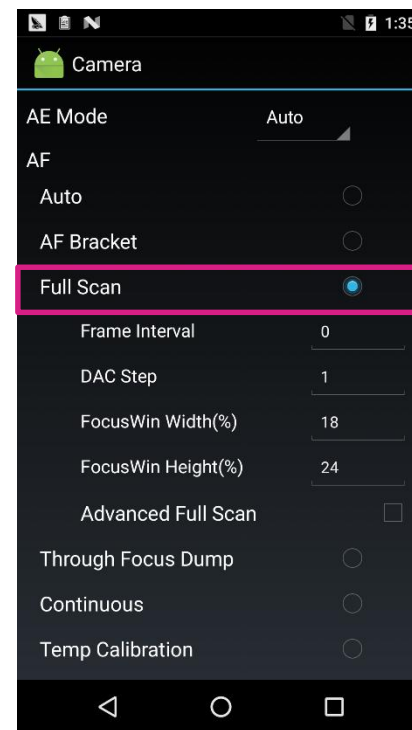 1:35
Camera
AE Mode Auto
AF
Auto
AF Bracket
Full Scan
Frame Interval 0
DAC Step 1
FocusWin Width(%) 18
FocusWin Height(%) 24
Advanced Full Scan
Through Focus Dump
Continuous
Temp Calibration